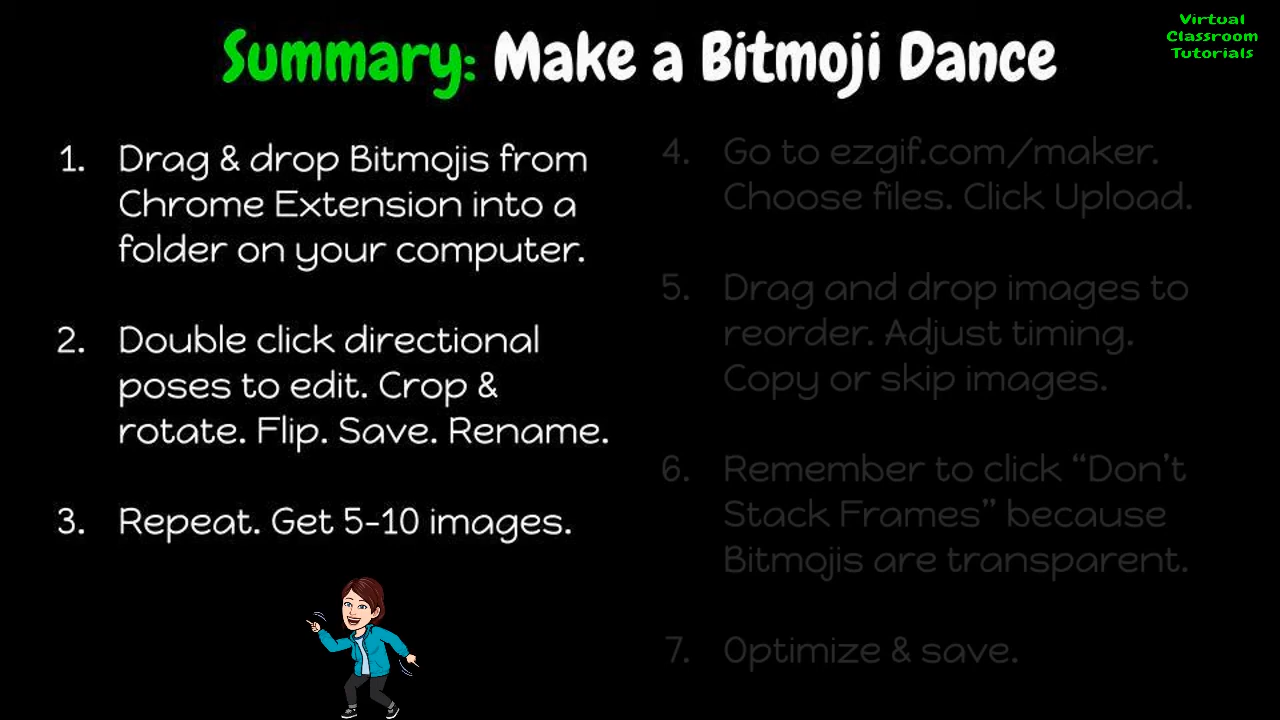 Summary: Make a Bitmoji Dance
Virtual
Classroom
Tutorials
1. Drag & drop Bitmojis from
Chrome Extension into a
folder on your computer.
2. Double click directional
poses to edit. Crop &
rotate. Flip. Save. Rename.
3. Repeat. Get 5-10 images.
4. Go to ezgif.com/maker.
Choose files. Click Upload.
5. Drag and drop images to
reorder. Adjust timing.
Copy or skip images.
6. Remember to click “Don’t
Stack Frames” because
Bitmojis are transparent.
7. Optimize & save.